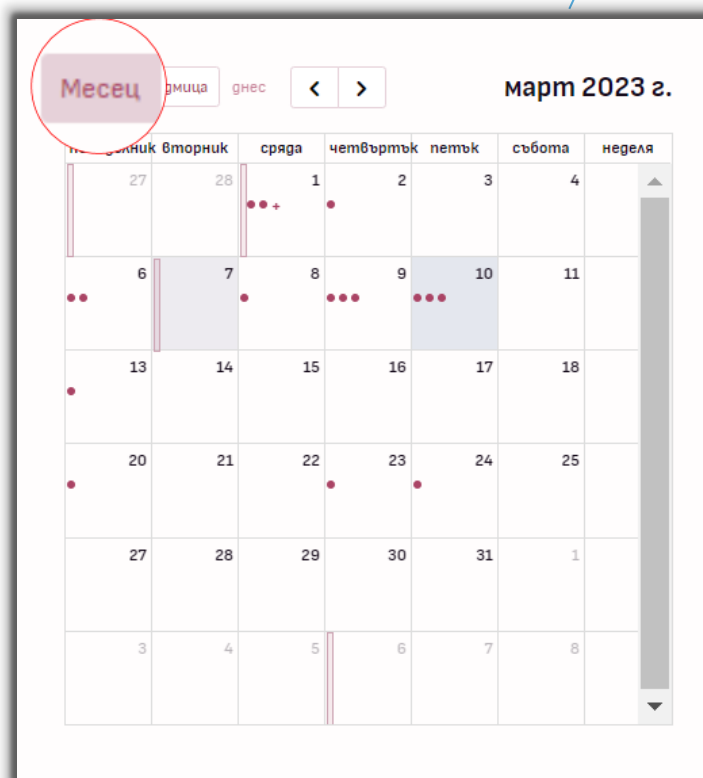 Месец дмица днес март 2023 г.
вторник сряда четвъртък петък събота неделя
27 28 1 2 3 4
+
6 7 8 9 10 11
13 14 15 16 17 18
20 21 22 23 24 25
27 28 29 30 31 1
3 4 5 6 7 8